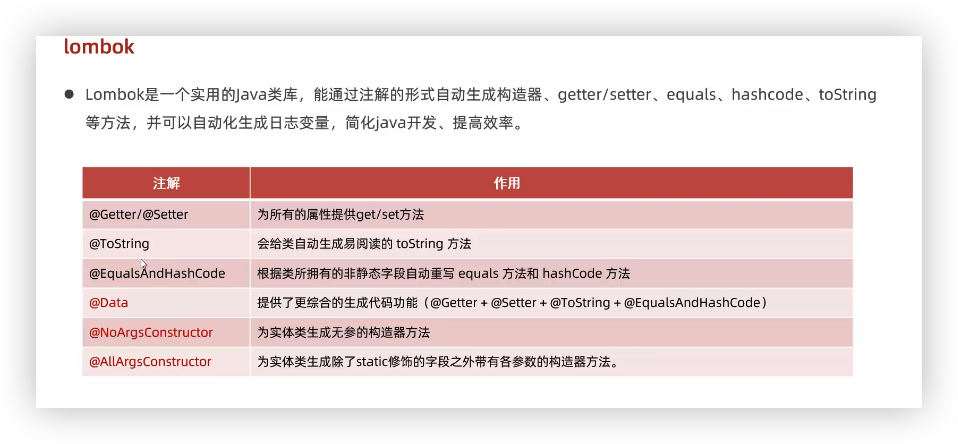 lombok
● Lombok是一个实用的Java类库，能通过注解的形式自动生成构造器、getter/setter、equals、hashcode、toString
等方法，并可以自动化生成日志变量，简化java开发、提高效率。
注解 作用
@Getter/@Setter 为所有的属性提供get/set方法
@ToString 会给类自动生成易阅读的 toString 方法
@EqualsAndHashCode 根据类所拥有的非静态字段自动重写 equals 方法和 hashCode 方法
@Data 提供了更综合的生成代码功能（@Getter + @Setter + @ToString + @EqualsAndHashCode）
@NoArgsConstructor 为实体类生成无参的构造器方法
@AllArgsConstructor 为实体类生成除了static修饰的字段之外带有各参数的构造器方法。